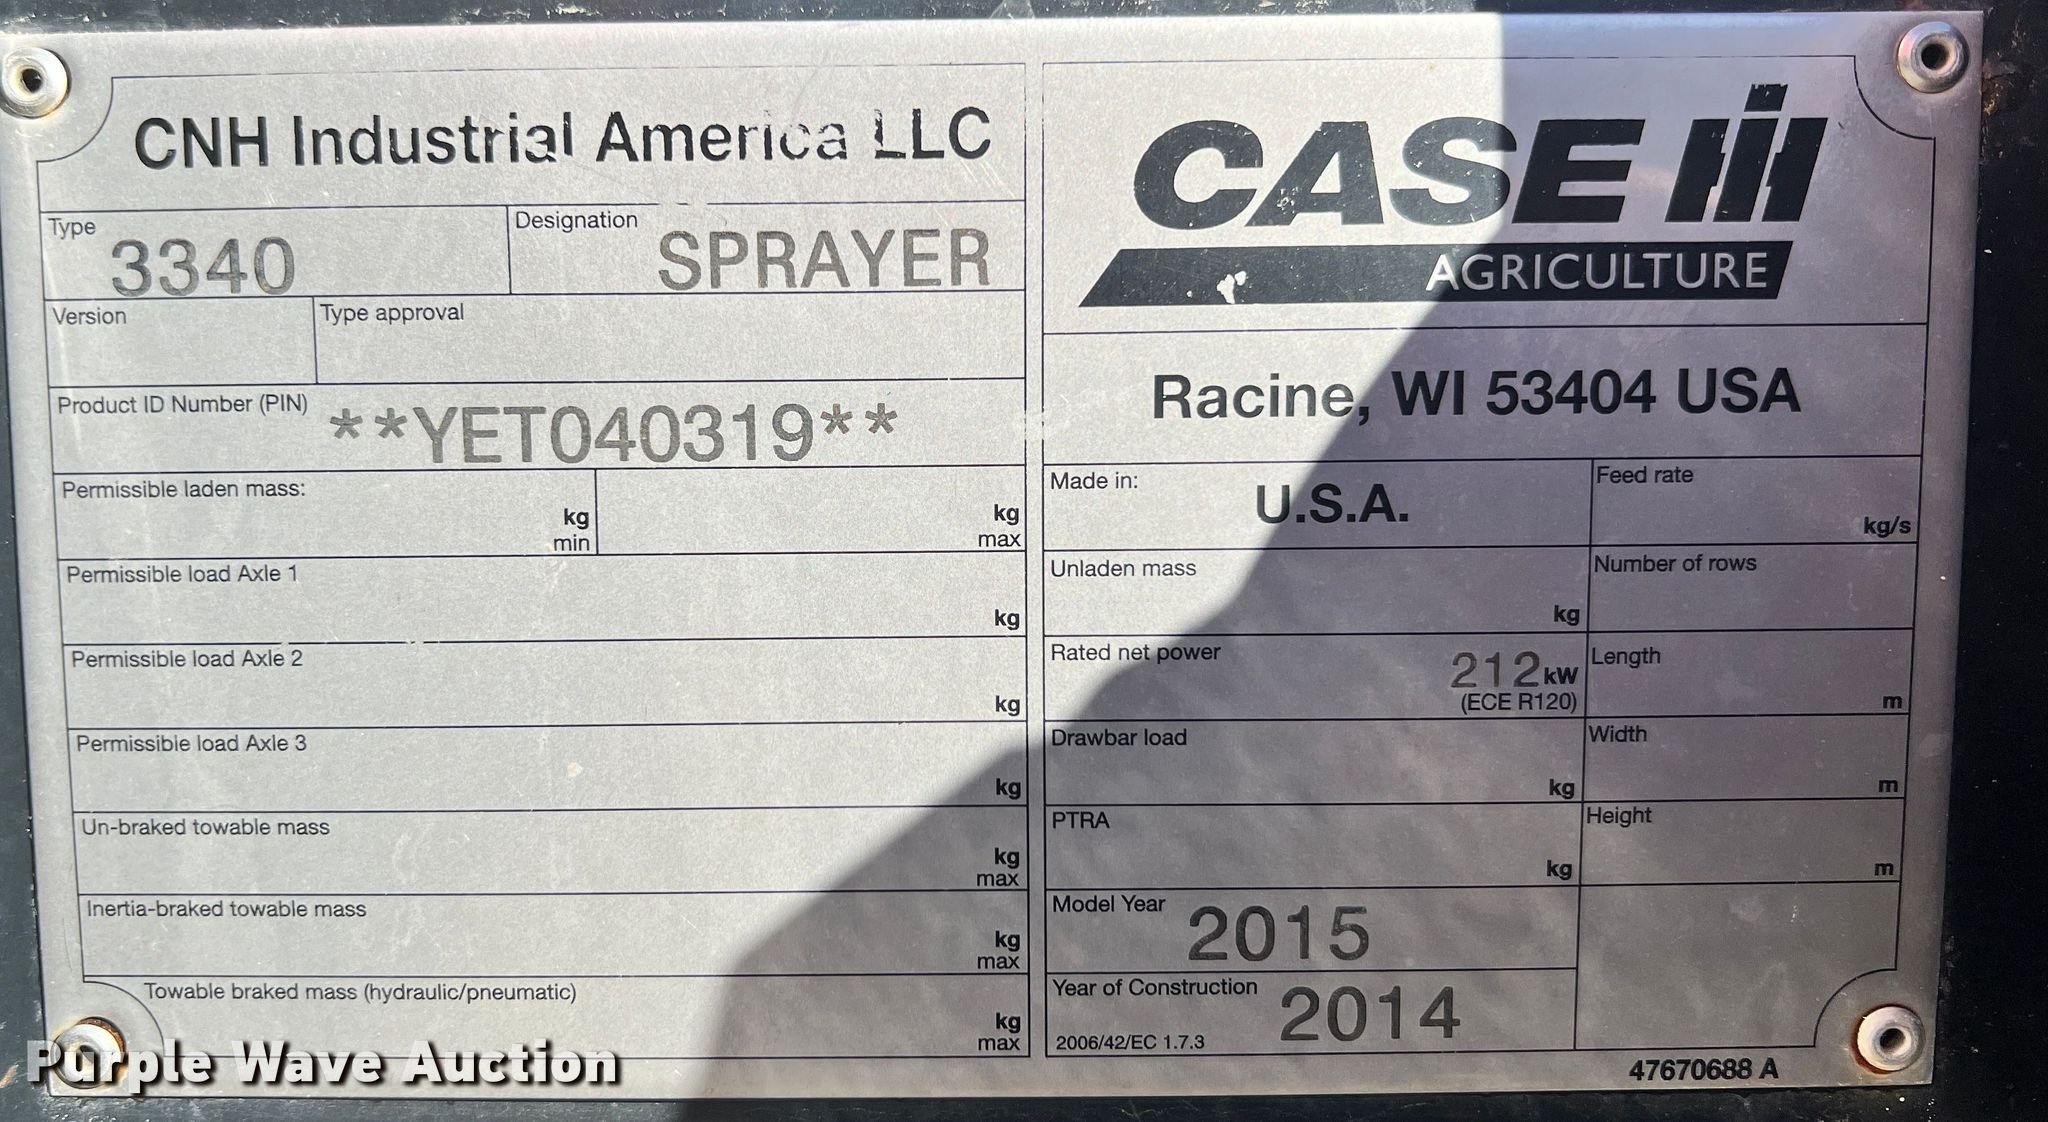 CNH Industrial America LLC
Type 3340
Designation SPRAYER
Version
Type approval
Product ID Number (PIN) **YET040319**
Permissible laden mass:
kg min
kg max
Permissible load Axle 1
kg
Permissible load Axle 2
kg
Permissible load Axle 3
kg
Un-braked towable mass
kg max
Inertia-braked towable mass
kg max
Towable braked mass (hydraulic/pneumatic)
kg max
CASE IH
AGRICULTURE
Racine, WI 53404 USA
Made in: U.S.A.
Feed rate
kg/s
Unladen mass
kg
Number of rows
Rated net power 212 kW
(ECE R120)
Length
m
Drawbar load
kg
Width
m
PTRA
kg
Height
m
Model Year 2015
Year of Construction 2014
2006/42/EC 1.7.3
47670688 A
Purple Wave Auction